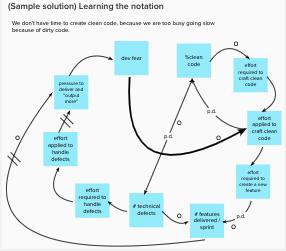 (Sample solution) Learning the notation
We don't have time to create clean code, because we are too busy going slow
because of dirty code.
dev fear
%clean
code
O
effort
required to
craft clean
code
pressure to
deliver and
"output
more"
p.d.
effort
applied to
craft clean
code
effort
applied to
handle
defects
O
p.d.
O
O
effort
required to
handle
defects
effort
required to
create a new
feature
# technical
defects
O
# features
delivered /
sprint
p.d.
O